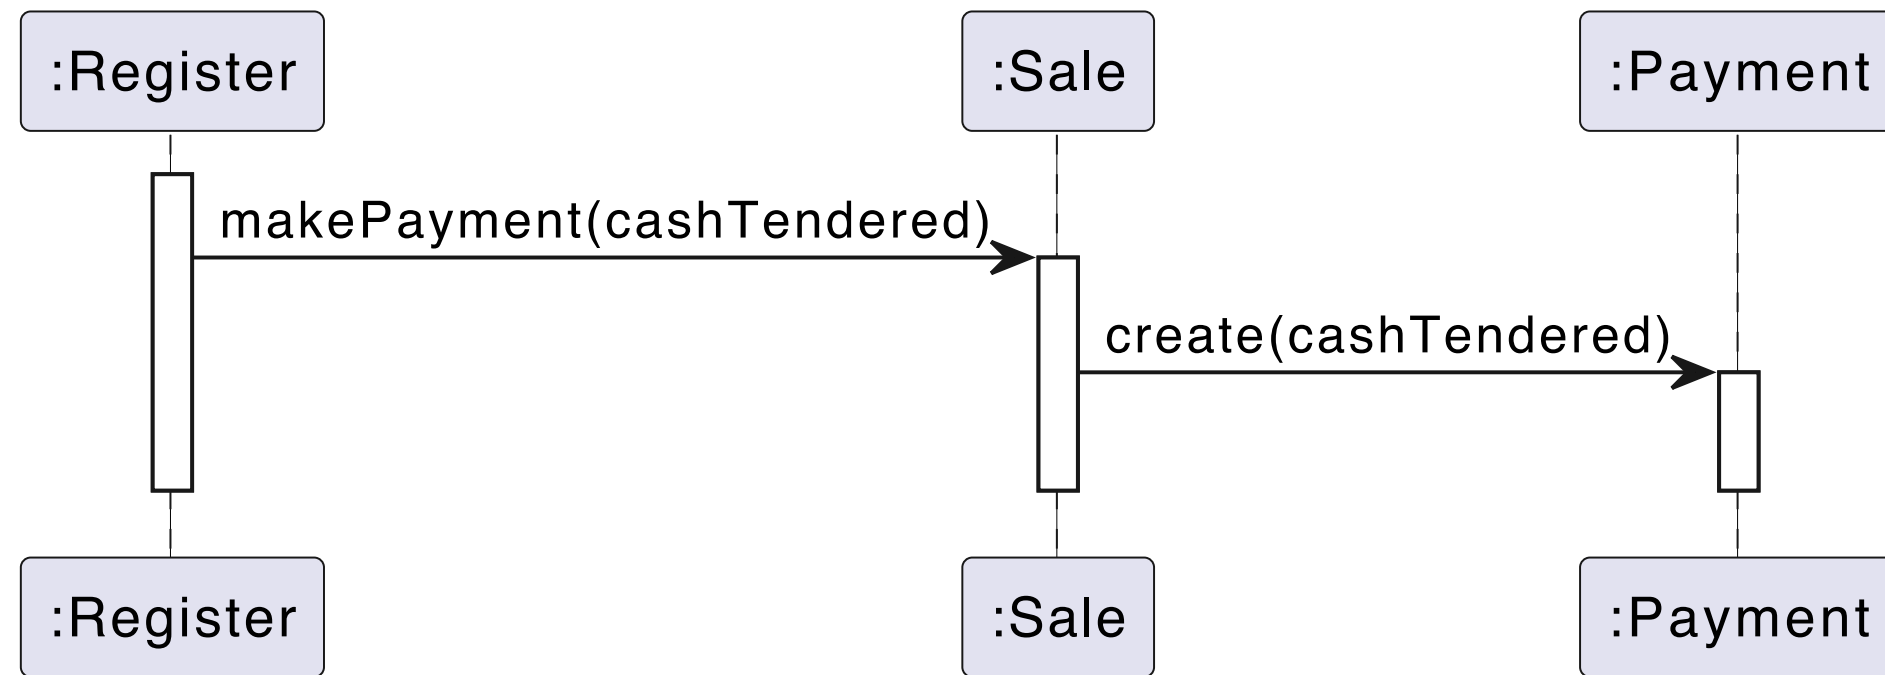 :Register
:Sale
:Payment
makePayment(cashTendered)
create(cashTendered)
:Register
:Sale
:Payment